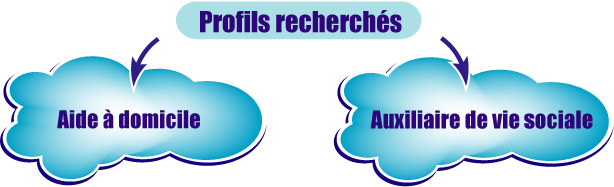 Profils recherchés
Aide à domicile
Auxiliaire de vie sociale